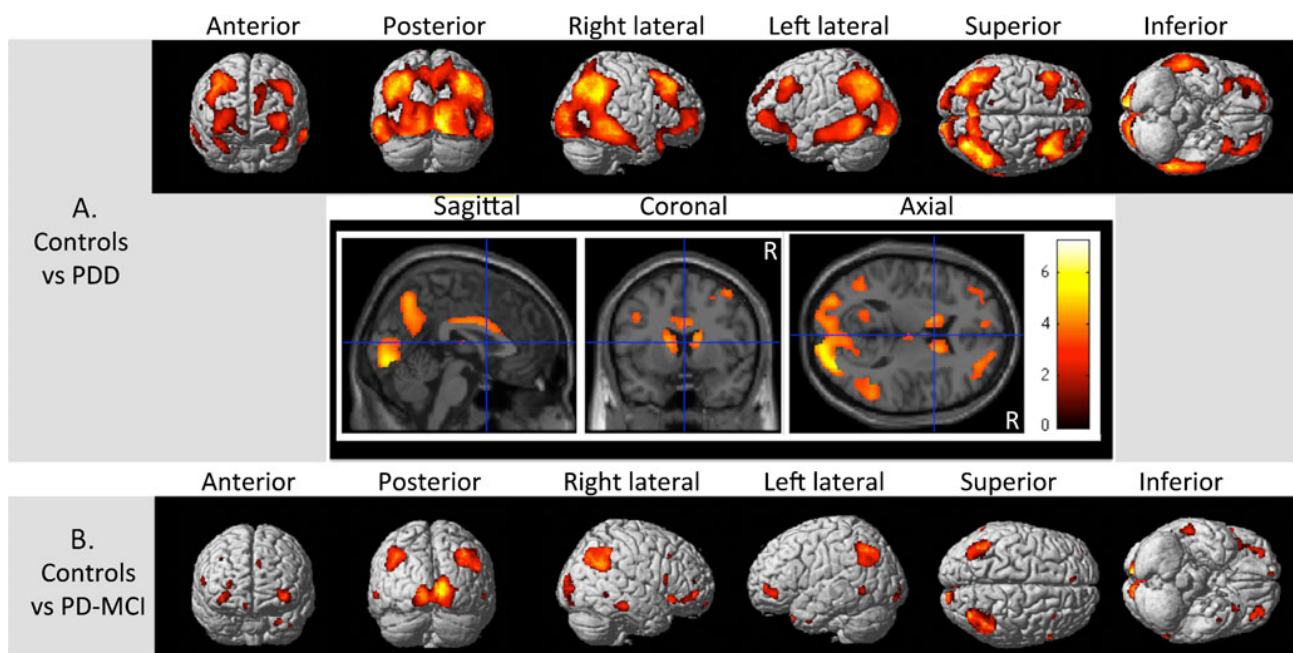 Anterior Posterior Right lateral Left lateral Superior Inferior
A.
Controls
vs PDD
Sagittal Coronal Axial
R
R
6
4
2
0
Anterior Posterior Right lateral Left lateral Superior Inferior
B.
Controls
vs PD-MCI